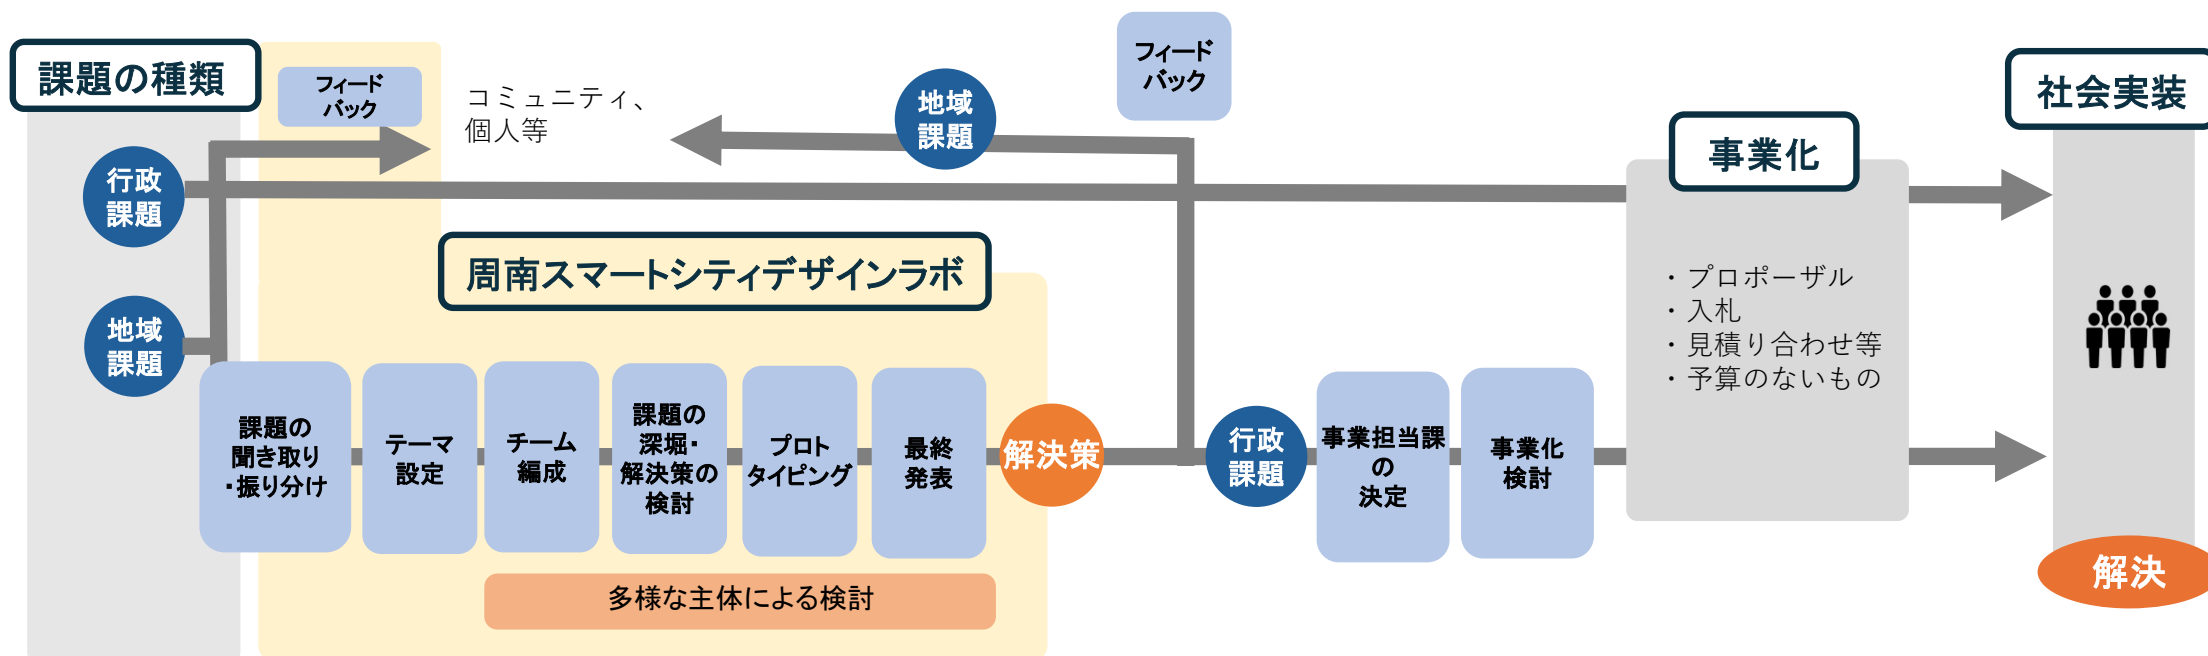 課題の種類
フィード
バック
コミュニティ、
個人等
地域
課題
フィード
バック
社会実装
事業化
行政
課題
周南スマートシティデザインラボ
・プロポーザル
・入札
・見積り合わせ等
・予算のないもの
地域
課題
課題の
聞き取り
・振り分け
テーマ
設定
チーム
編成
課題の
深堀・
解決策の
検討
プロト
タイピング
最終
発表
解決策
行政
課題
事業担当課
の
決定
事業化
検討
多様な主体による検討
解決